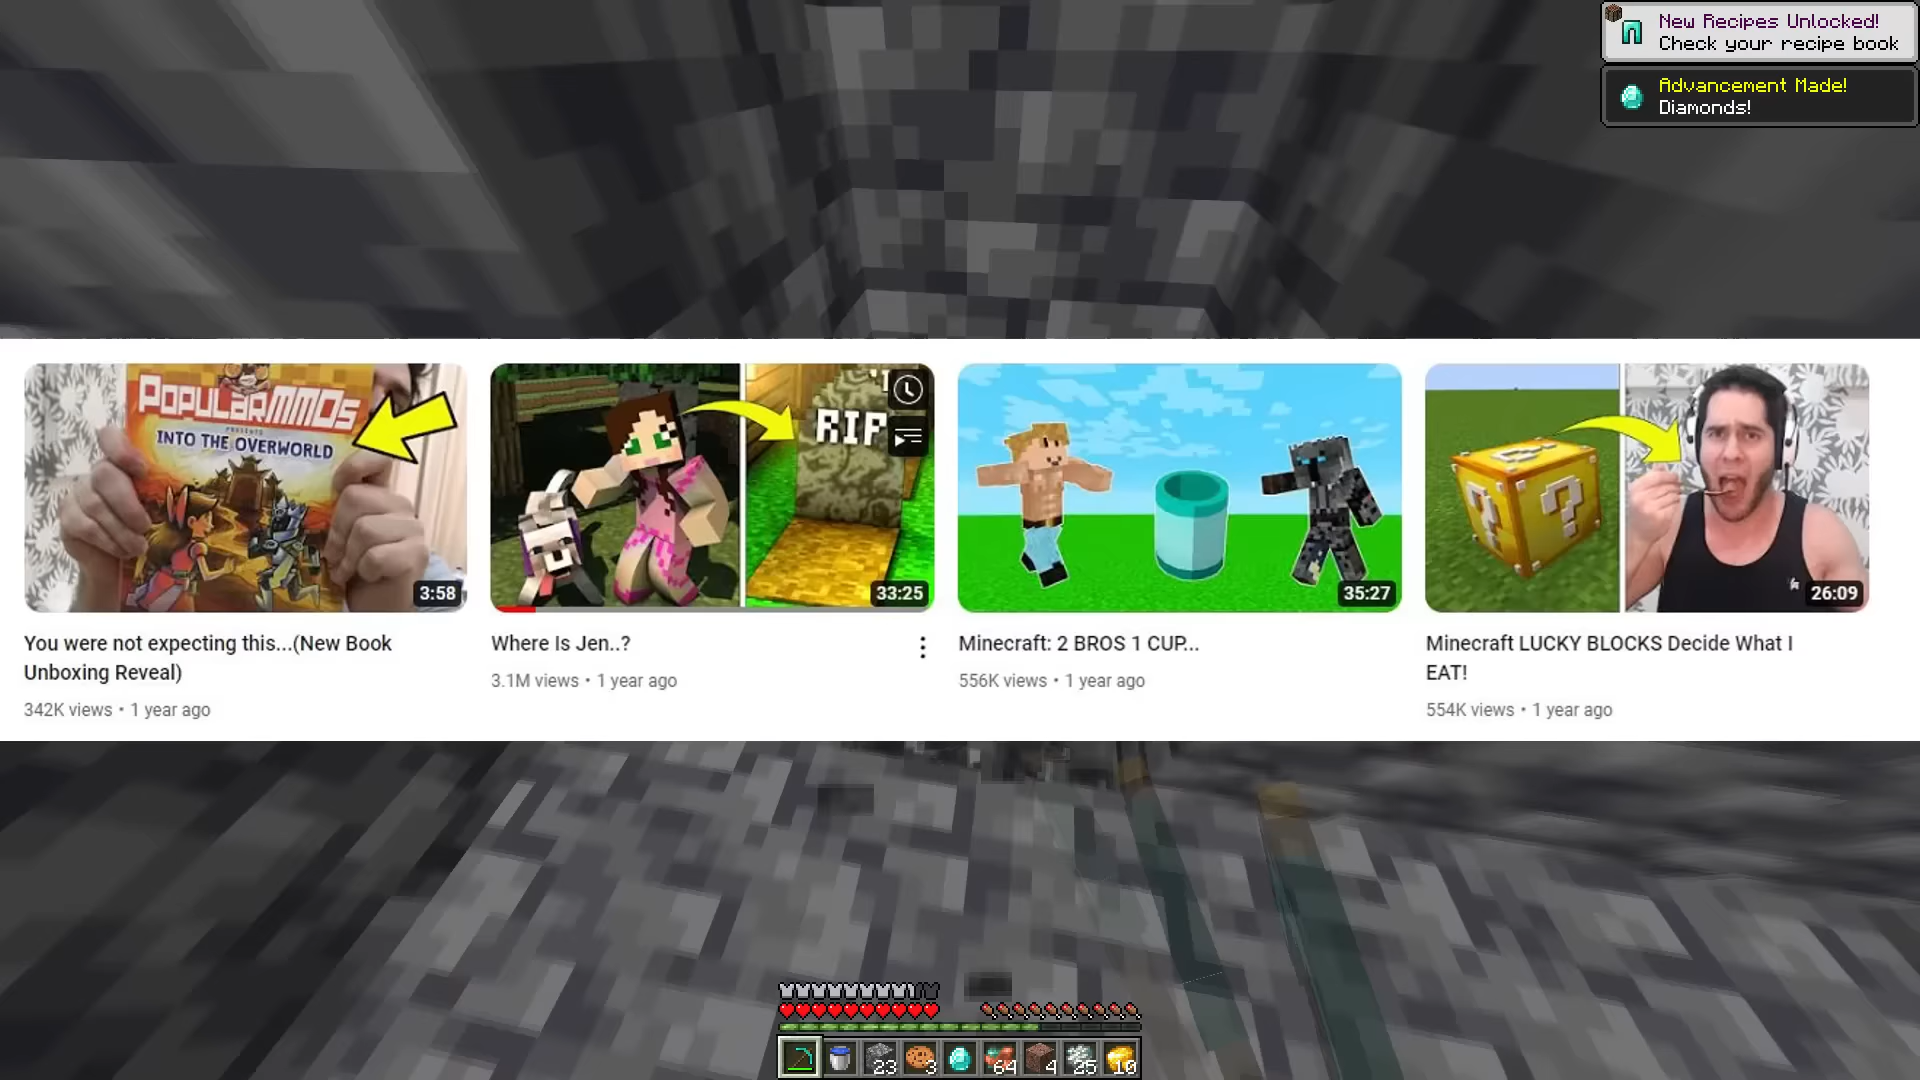 New Recipes Unlocked!
Check your recipe book
Advancement Made!
Diamonds!
POPULARMMOS
PRESENTS
INTO THE OVERWORLD
3:58
RIP
33:25
35:27
? ?
26:09
You were not expecting this...(New Book
Unboxing Reveal)
342K views • 1 year ago
Where Is Jen..?
3.1M views • 1 year ago
Minecraft: 2 BROS 1 CUP...
556K views • 1 year ago
Minecraft LUCKY BLOCKS Decide What I
EAT!
554K views • 1 year ago
23 3 64 4 25 10